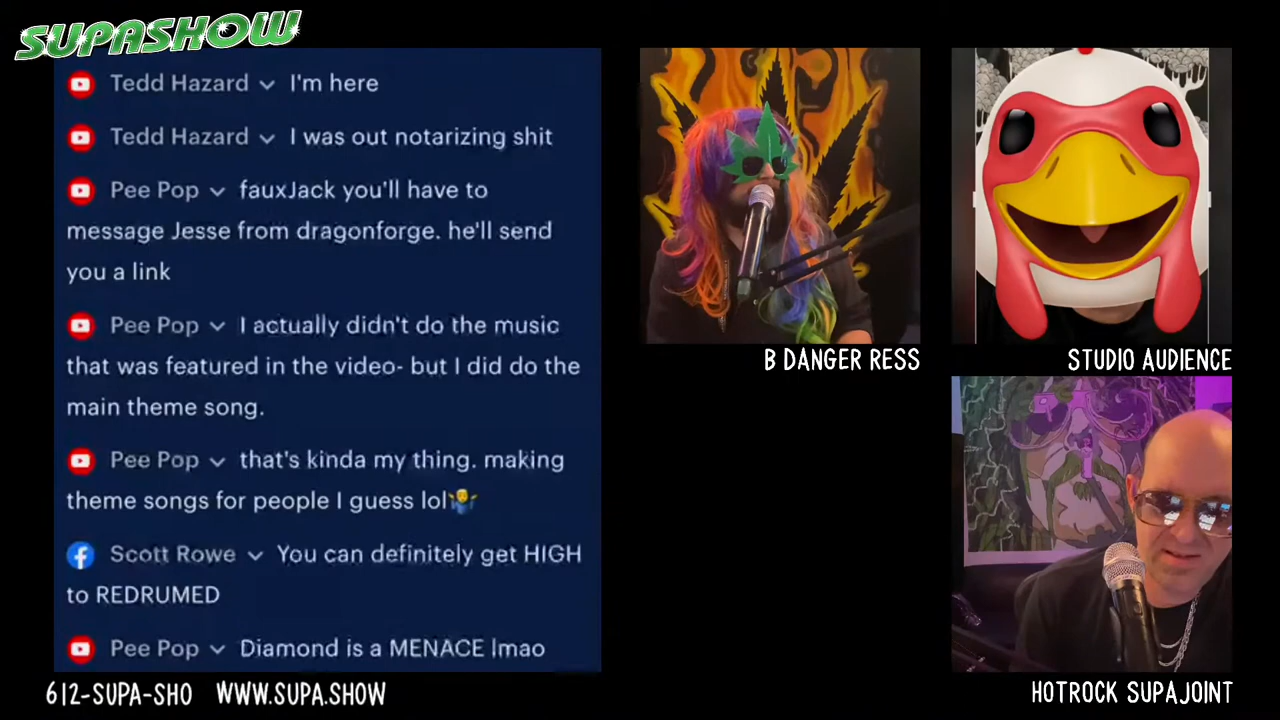 SUPASHOW
Tedd Hazard I'm here
Tedd Hazard I was out notarizing shit
Pee Pop fauxJack you'll have to
message Jesse from dragonforge. he'll send
you a link
Pee Pop I actually didn't do the music
that was featured in the video- but I did do the
main theme song.
Pee Pop that's kinda my thing. making
theme songs for people I guess lol🤷‍♂️
Scott Rowe You can definitely get HIGH
to REDRUMED
Pee Pop Diamond is a MENACE lmao
B DANGER RESS
STUDIO AUDIENCE
HOTROCK SUPAJOINT
612-SUPA-SHO WWW.SUPA.SHOW